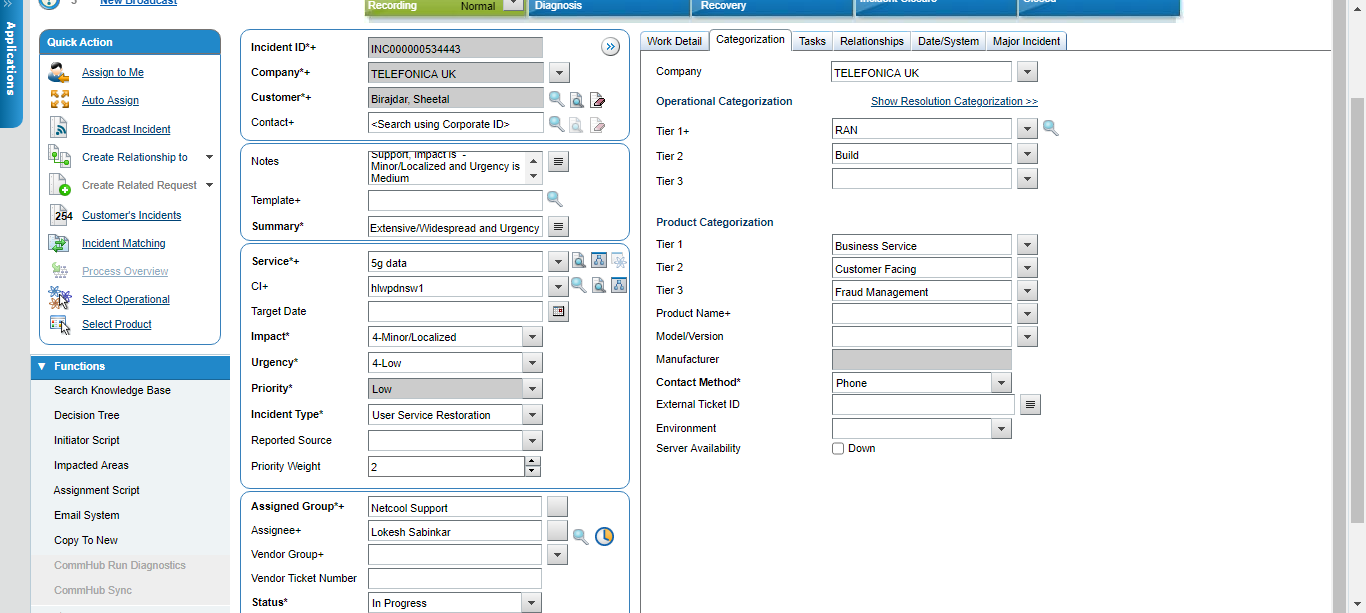 Applications
3 New Broadcast
Recording Normal
Diagnosis
Recovery
Incident Closure
Closed
Quick Action
Assign to Me
Auto Assign
Broadcast Incident
Create Relationship to
Create Related Request
254 Customer's Incidents
Incident Matching
Process Overview
Select Operational
Select Product
Functions
Search Knowledge Base
Decision Tree
Initiator Script
Impacted Areas
Assignment Script
Email System
Copy To New
CommHub Run Diagnostics
CommHub Sync
Incident ID*+ INC000000534443
Company*+ TELEFONICA UK
Customer*+ Birajdar, Sheetal
Contact+ <Search using Corporate ID>
Notes Support, Impact is -
Minor/Localized and Urgency is
Medium
Template+
Summary* Extensive/Widespread and Urgency
Service*+ 5g data
CI+ hlwpdnsw1
Target Date
Impact* 4-Minor/Localized
Urgency* 4-Low
Priority* Low
Incident Type* User Service Restoration
Reported Source
Priority Weight 2
Assigned Group*+ Netcool Support
Assignee+ Lokesh Sabinkar
Vendor Group+
Vendor Ticket Number
Status* In Progress
Work Detail Categorization Tasks Relationships Date/System Major Incident
Company TELEFONICA UK
Operational Categorization Show Resolution Categorization >>
Tier 1+ RAN
Tier 2 Build
Tier 3
Product Categorization
Tier 1 Business Service
Tier 2 Customer Facing
Tier 3 Fraud Management
Product Name+
Model/Version
Manufacturer
Contact Method* Phone
External Ticket ID
Environment
Server Availability Down